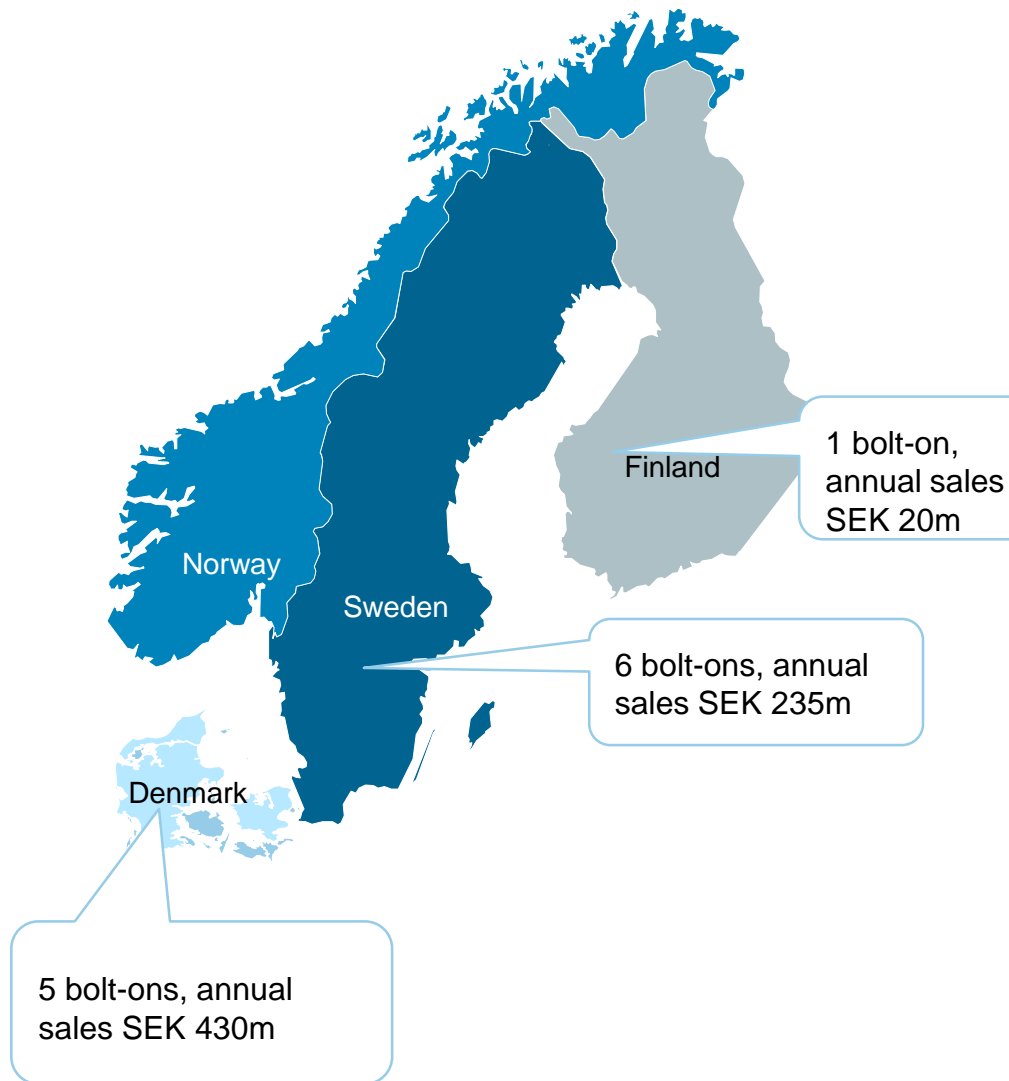 1 bolt-on,
annual sales
SEK 20m
Finland
Norway
Sweden
6 bolt-ons, annual
sales SEK 235m
Denmark
5 bolt-ons, annual
sales SEK 430m